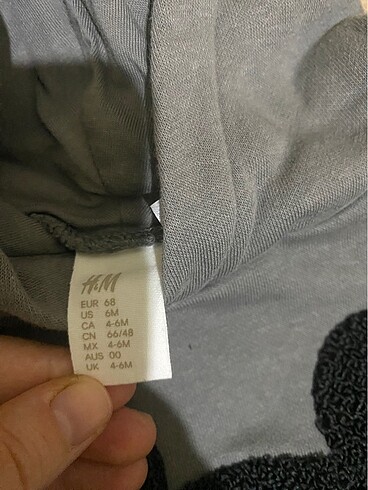 H&M
EUR 68
US 6M
CA 4-6M
CN 66/48
MX 4-6M
AUS 00
UK 4-6M